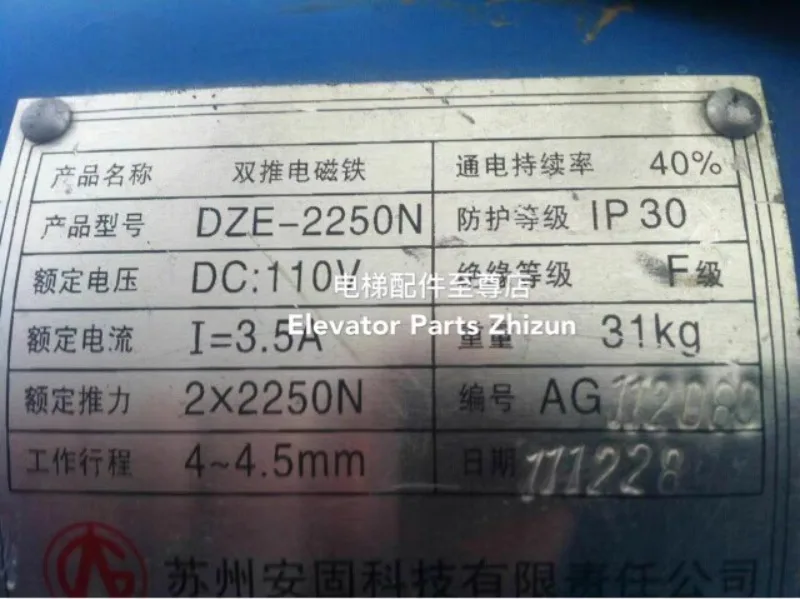 产品名称 双推电磁铁 通电持续率 40%
产品型号 DZE-2250N 防护等级 IP30
额定电压 DC:110V 绝缘等级 F级
电梯配件至尊店
额定电流 I=3.5A 重量 31kg
Elevator Parts Zhizun
额定推力 2×2250N 编号 AG
工作行程 4~4.5mm 日期 111228
苏州安固科技有限责任公司